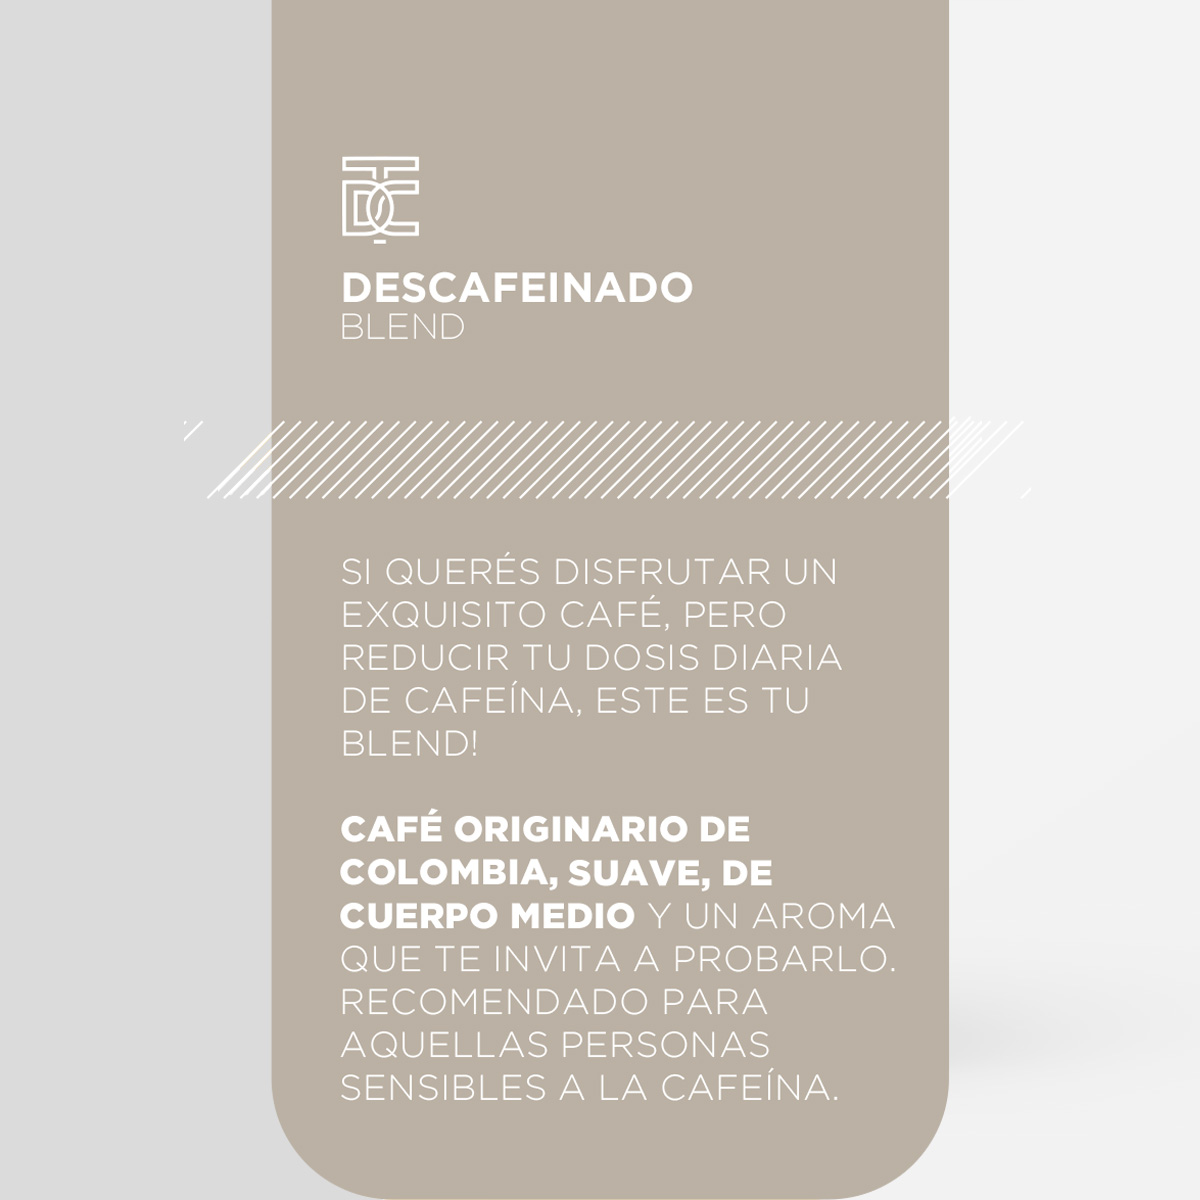 DESCAFEINADO
BLEND
SI QUERÉS DISFRUTAR UN
EXQUISITO CAFÉ, PERO
REDUCIR TU DOSIS DIARIA
DE CAFEÍNA, ESTE ES TU
BLEND!
CAFÉ ORIGINARIO DE
COLOMBIA, SUAVE, DE
CUERPO MEDIO Y UN AROMA
QUE TE INVITA A PROBARLO.
RECOMENDADO PARA
AQUELLAS PERSONAS
SENSIBLES A LA CAFEÍNA.